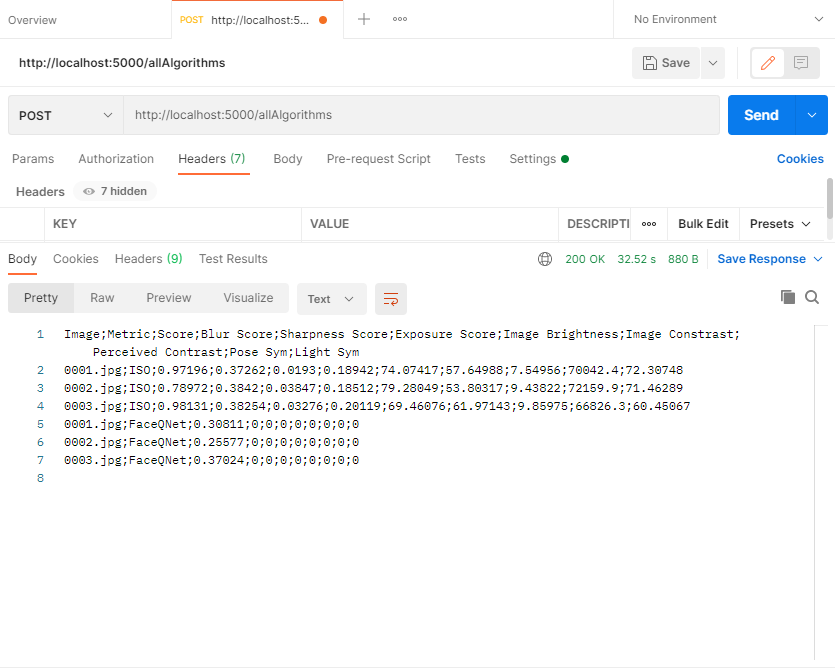 Overview
POST http://localhost:5...
No Environment
http://localhost:5000/allAlgorithms
Save
POST http://localhost:5000/allAlgorithms
Send
Params Authorization Headers (7) Body Pre-request Script Tests Settings Cookies
Headers 7 hidden
KEY VALUE DESCRIPTI Bulk Edit Presets
Body Cookies Headers (9) Test Results 200 OK 32.52 s 880 B Save Response
Pretty Raw Preview Visualize Text
1 Image;Metric;Score;Blur Score;Sharpness Score;Exposure Score;Image Brightness;Image Constrast;
Perceived Contrast;Pose Sym;Light Sym
2 0001.jpg;ISO;0.97196;0.37262;0.0193;0.18942;74.07417;57.64988;7.54956;70042.4;72.30748
3 0002.jpg;ISO;0.78972;0.3842;0.03847;0.18512;79.28049;53.80317;9.43822;72159.9;71.46289
4 0003.jpg;ISO;0.98131;0.38254;0.03276;0.20119;69.46076;61.97143;9.85975;66826.3;60.45067
5 0001.jpg;FaceQNet;0.30811;0;0;0;0;0;0;0;0
6 0002.jpg;FaceQNet;0.25577;0;0;0;0;0;0;0;0
7 0003.jpg;FaceQNet;0.37024;0;0;0;0;0;0;0;0
8